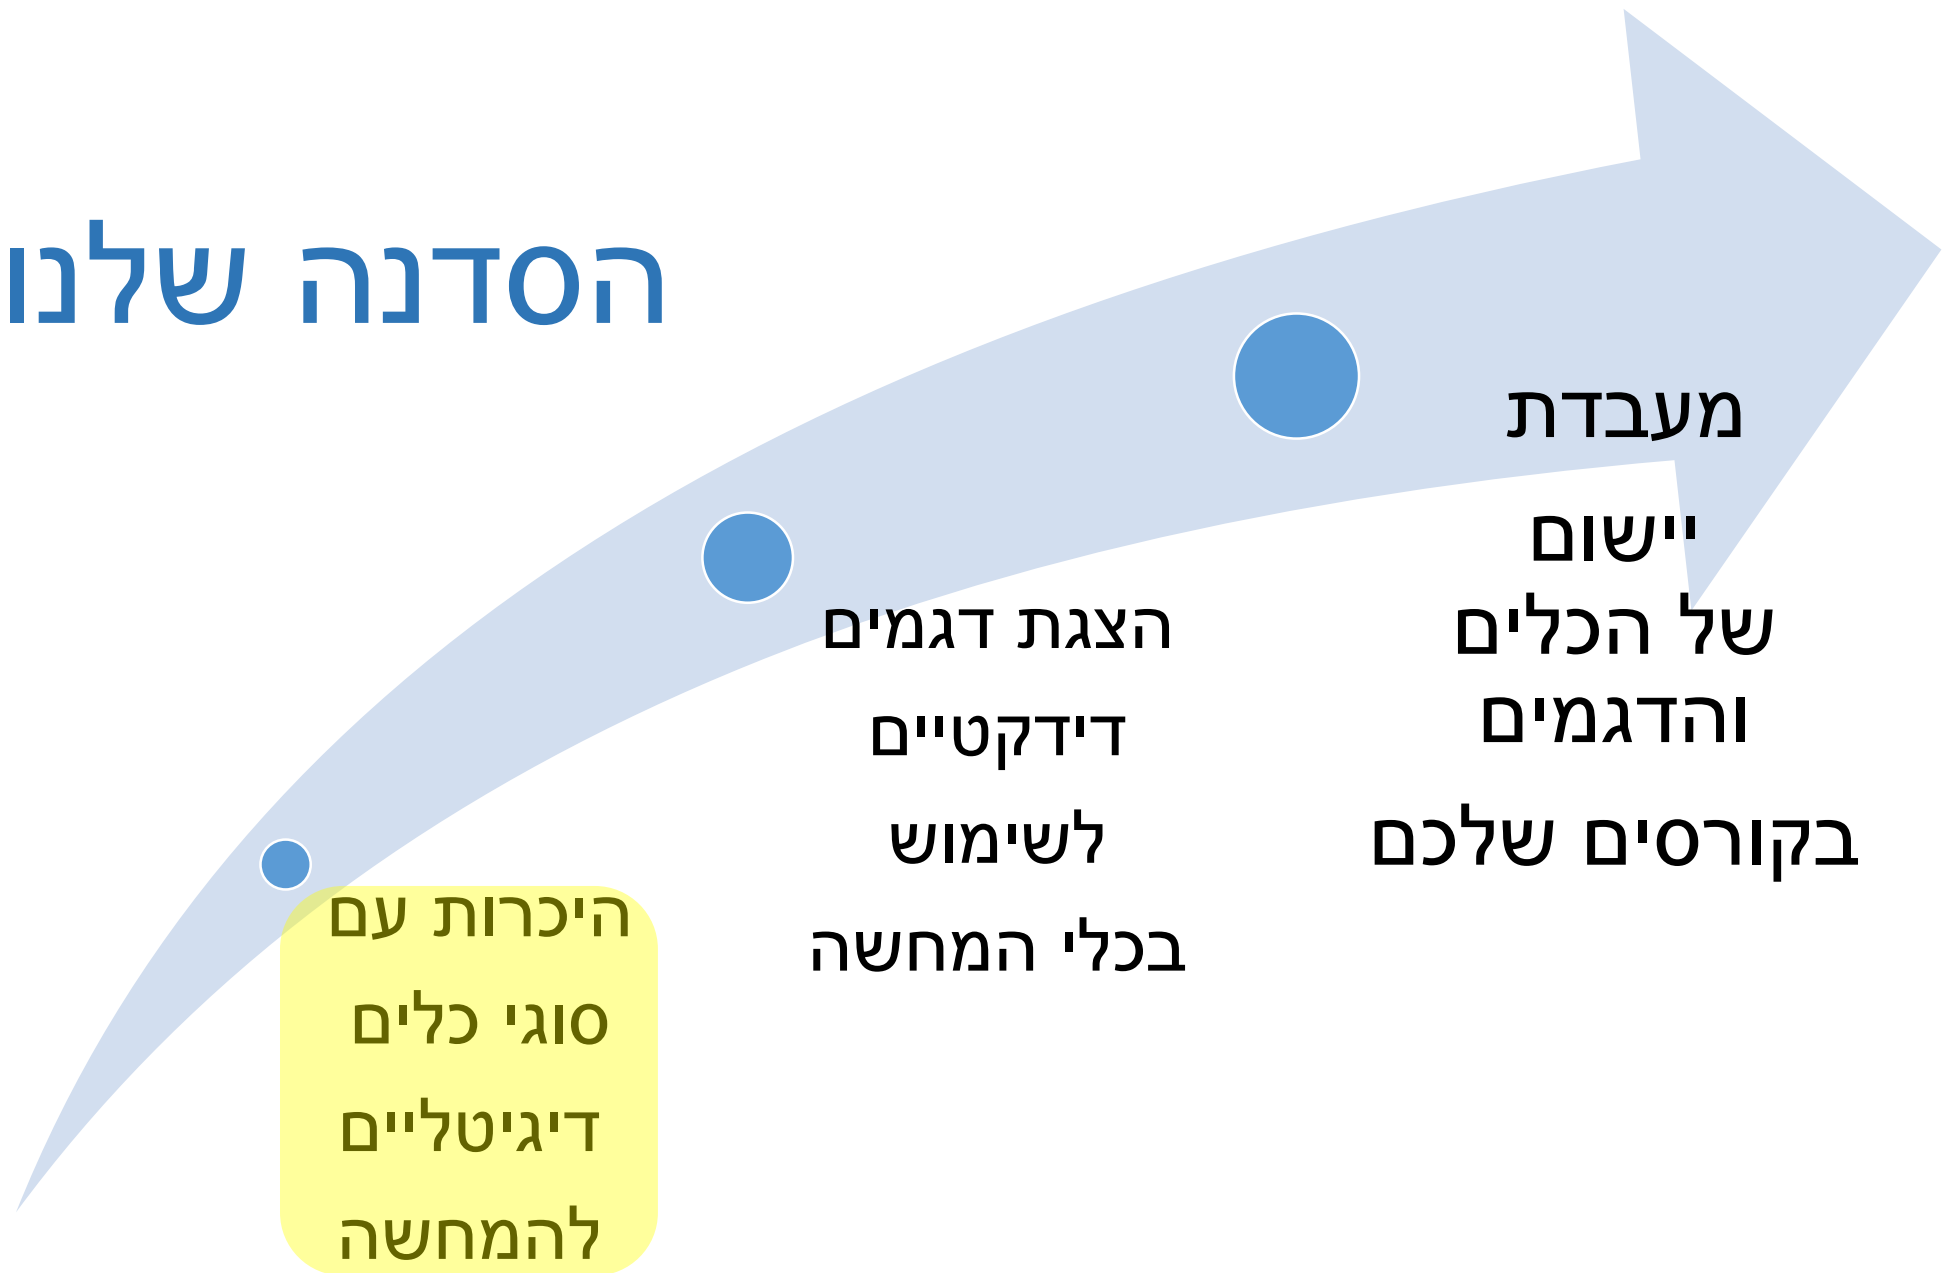 הסדנה שלנו
היכרות עם
סוגי כלים
דיגיטליים
להמחשה
הצגת דגמים
דידקטיים
לשימוש
בכלי המחשה
מעבדת
יישום
של הכלים
והדגמים
בקורסים שלכם